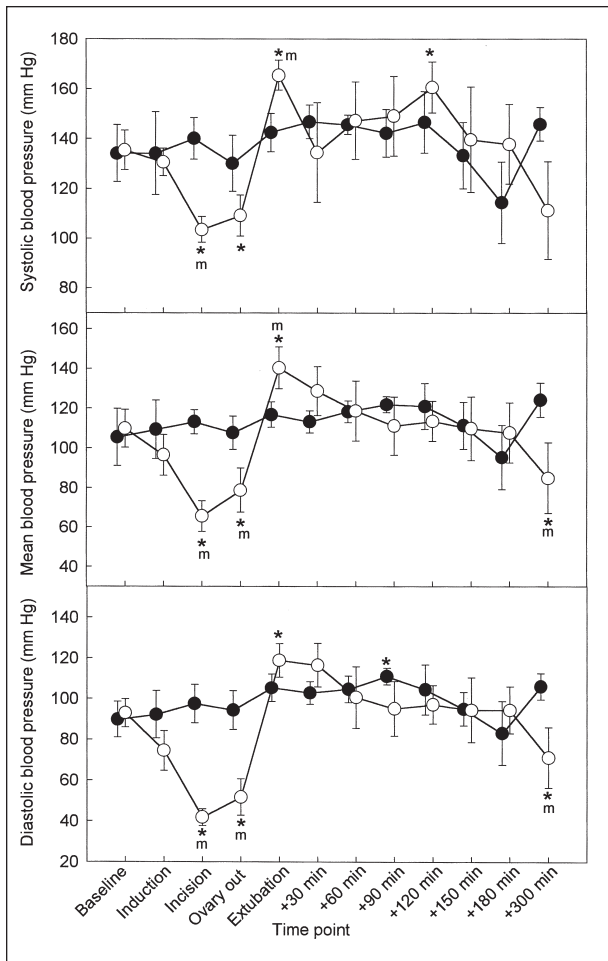 Systolic blood pressure (mm Hg)
180
160
140
120
100
80
* m
*
*
m
*
Mean blood pressure (mm Hg)
160
140
120
100
80
60
40
m
*
*
m
*
m
*
m
Diastolic blood pressure (mm Hg)
140
120
100
80
60
40
20
*
*
*
m
*
m
*
m
Baseline
Induction
Incision
Ovary out
Extubation
+30 min
+60 min
+90 min
+120 min
+150 min
+180 min
+300 min
Time point